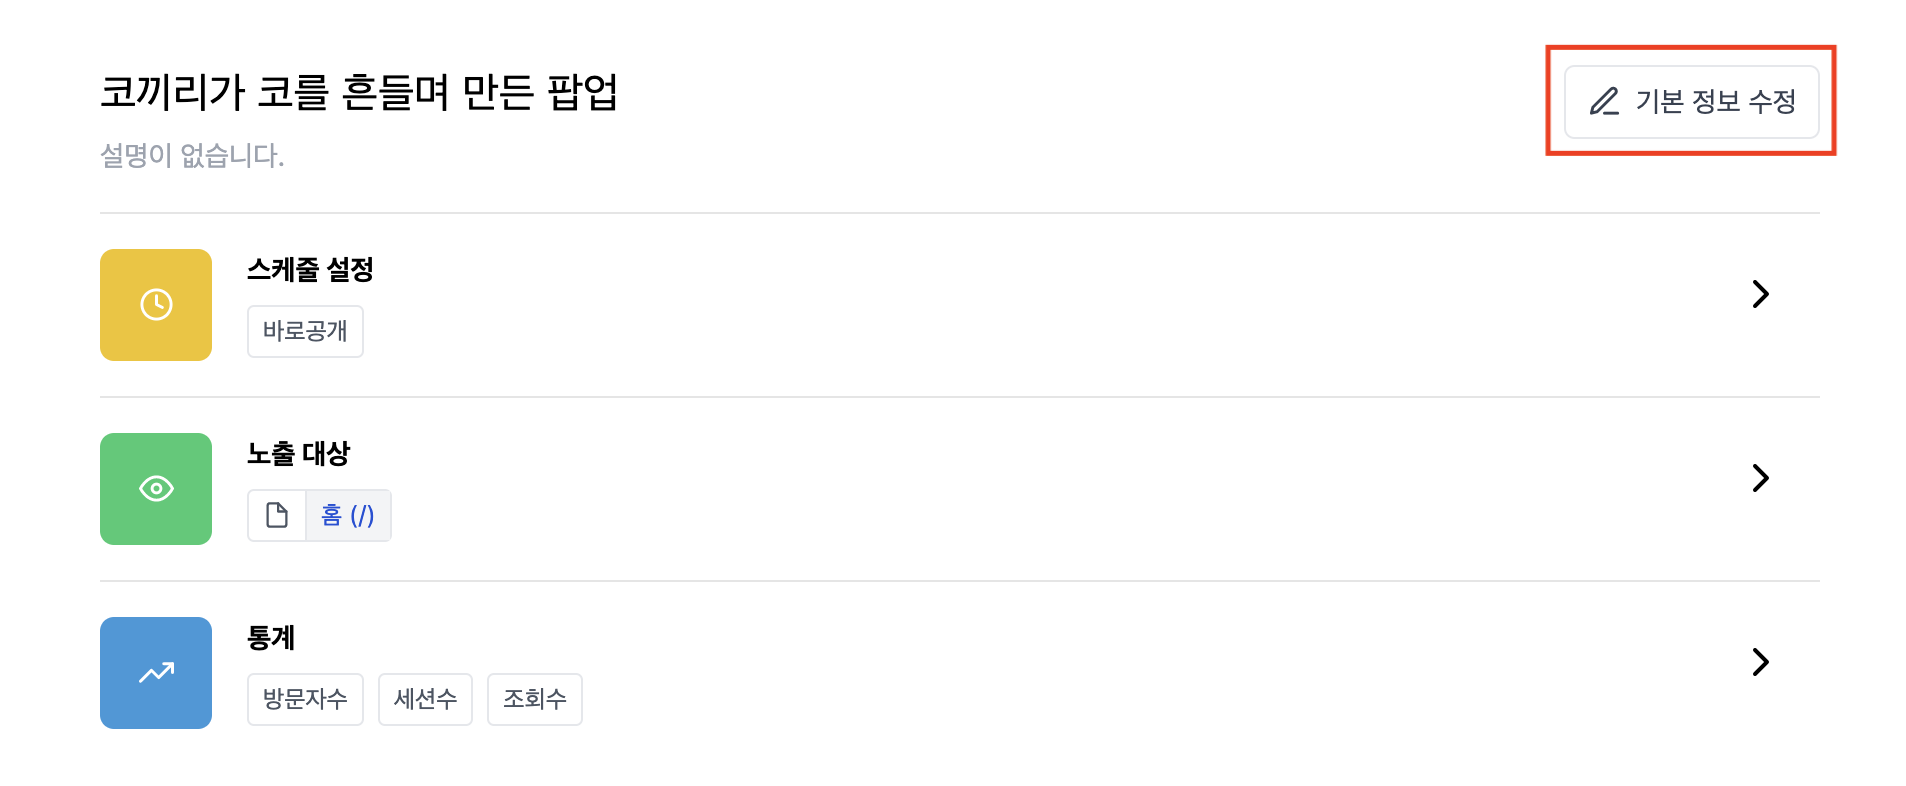 코끼리가 코를 흔들며 만든 팝업
기본 정보 수정
설명이 없습니다.
스케줄 설정
바로공개
노출 대상
홈 (/)
통계
방문자수 세션수 조회수